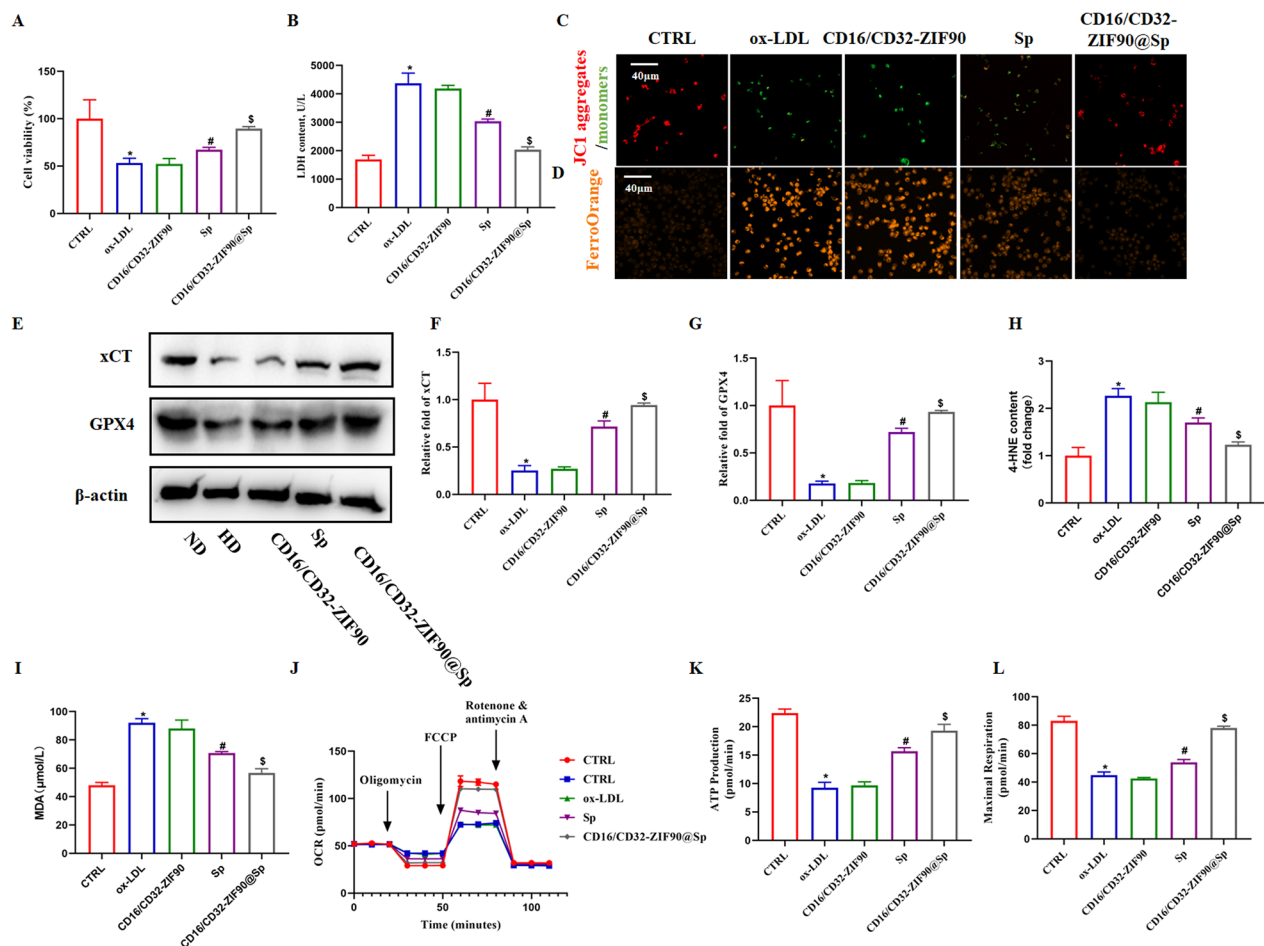 A
Cell viability (%)
150
100
50
0
CTRL
ox-LDL
CD16/CD32-ZIF90
Sp
CD16/CD32-ZIF90@Sp
*
#
$
B
LDH content, U/L
5000
4000
3000
2000
1000
0
CTRL
ox-LDL
CD16/CD32-ZIF90
Sp
CD16/CD32-ZIF90@Sp
*
#
$
C
CTRL
ox-LDL
CD16/CD32-ZIF90
Sp
CD16/CD32-
ZIF90@Sp
JC1 aggregates
/monomers
40μm
D
FerroOrange
40μm
E
xCT
GPX4
β-actin
ND
HD
CD16/CD32-ZIF90
Sp
CD16/CD32-ZIF90@Sp
F
Relative fold of xCT
1.5
1.0
0.5
0.0
CTRL
ox-LDL
CD16/CD32-ZIF90
Sp
CD16/CD32-ZIF90@Sp
*
#
$
G
Relative fold of GPX4
1.5
1.0
0.5
0.0
CTRL
ox-LDL
CD16/CD32-ZIF90
Sp
CD16/CD32-ZIF90@Sp
*
#
$
H
4-HNE content
(fold change)
3
2
1
0
CTRL
ox-LDL
CD16/CD32-ZIF90
Sp
CD16/CD32-ZIF90@Sp
*
#
$
I
MDA (μmol/L)
100
80
60
40
20
0
CTRL
ox-LDL
CD16/CD32-ZIF90
Sp
CD16/CD32-ZIF90@Sp
*
#
$
J
OCR (pmol/min)
150
100
50
0
0
50
100
Time (minutes)
Oligomycin
FCCP
Rotenone &
antimycin A
CTRL
CTRL
ox-LDL
Sp
CD16/CD32-ZIF90@Sp
K
ATP Production
(pmol/min)
25
20
15
10
5
0
CTRL
ox-LDL
CD16/CD32-ZIF90
Sp
CD16/CD32-ZIF90@Sp
*
#
$
L
Maximal Respiration
(pmol/min)
100
80
60
40
20
0
CTRL
ox-LDL
CD16/CD32-ZIF90
Sp
CD16/CD32-ZIF90@Sp
*
#
$